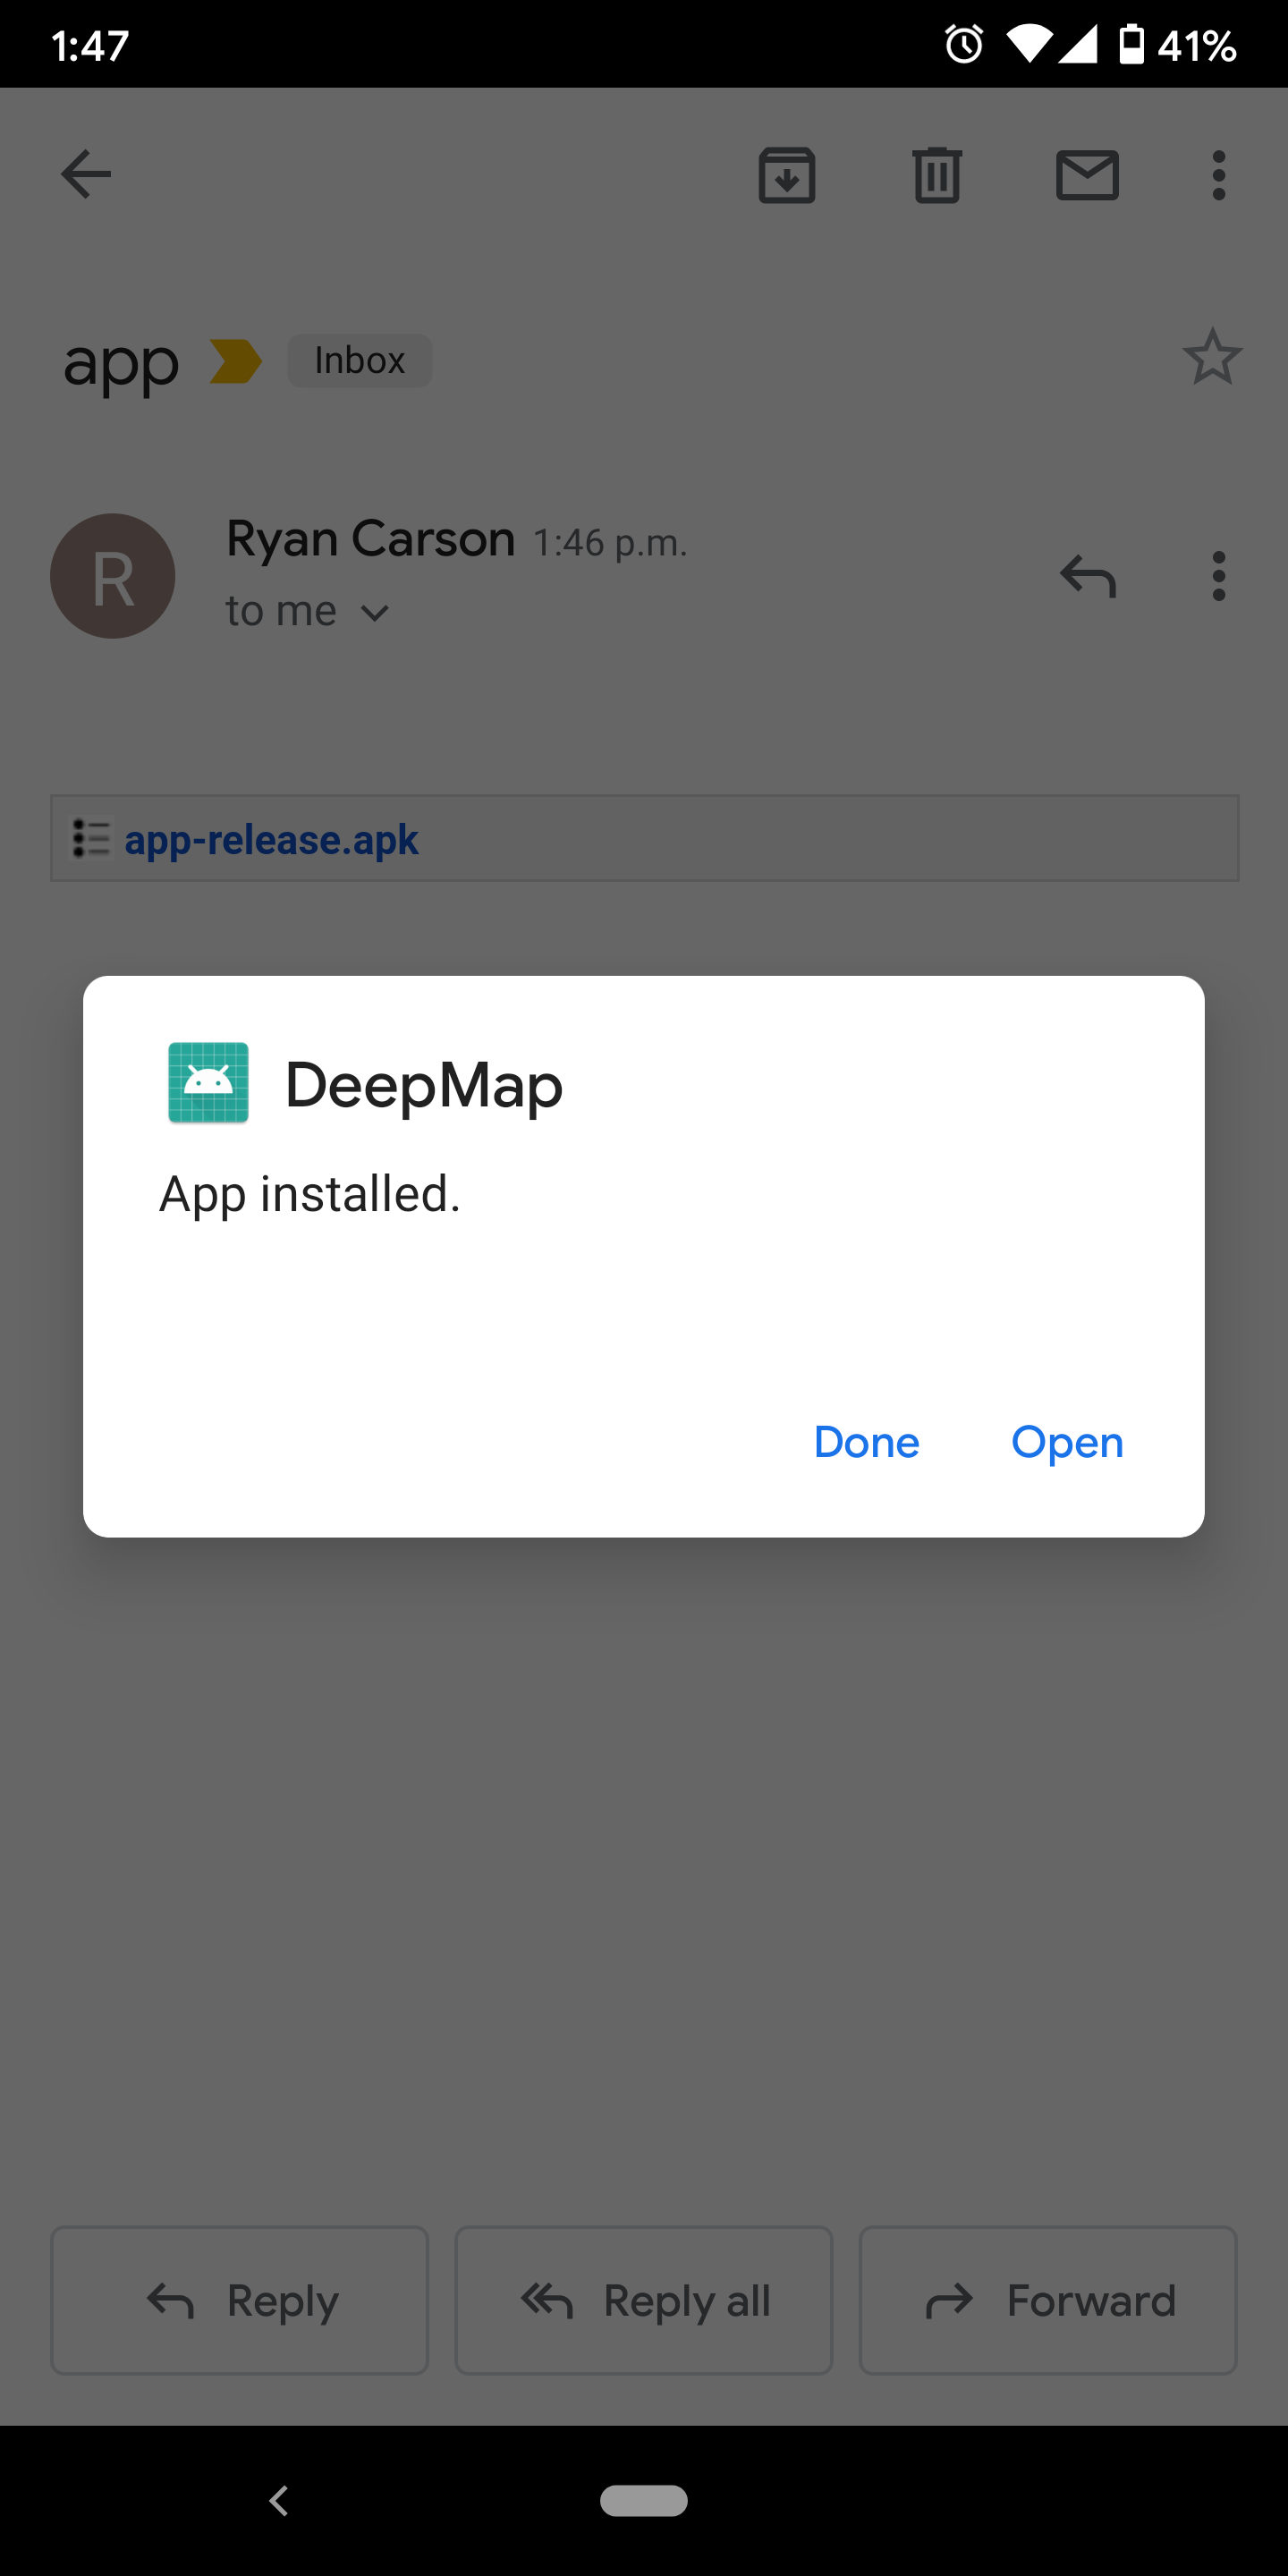 1:47
41%
app Inbox
Ryan Carson 1:46 p.m.
R
to me
app-release.apk
DeepMap
App installed.
Done Open
Reply Reply all Forward